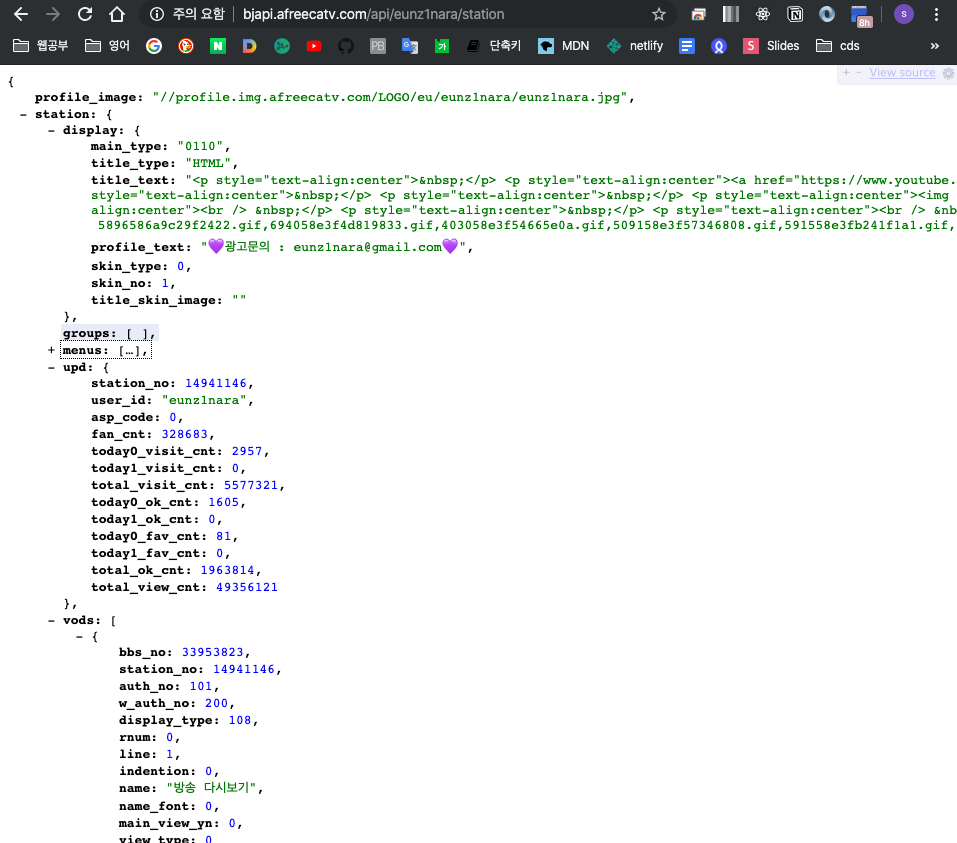 주의 요함 | bjapi.afreecatv.com/api/eunz1nara/station
8h
S
웹공부 영어 단축키 MDN netlify Slides cds »
+ - View source
{
profile_image: "//profile.img.afreecatv.com/LOGO/eu/eunz1nara/eunz1nara.jpg",
- station: {
- display: {
main_type: "0110",
title_type: "HTML",
title_text: "<p style="text-align:center">&nbsp;</p> <p style="text-align:center"><a href="https://www.youtube.
style="text-align:center">&nbsp;</p> <p style="text-align:center">&nbsp;</p> <p style="text-align:center"><img
align:center"><br /> &nbsp;</p> <p style="text-align:center">&nbsp;</p> <p style="text-align:center"><br /> &nb
5896586a9c29f2422.gif,694058e3f4d819833.gif,403058e3f54665e0a.gif,509158e3f57346808.gif,591558e3fb241f1a1.gif,
profile_text: "💜광고문의 : eunz1nara@gmail.com💜",
skin_type: 0,
skin_no: 1,
title_skin_image: ""
},
groups: [ ],
+ menus: […],
- upd: {
station_no: 14941146,
user_id: "eunz1nara",
asp_code: 0,
fan_cnt: 328683,
today0_visit_cnt: 2957,
today1_visit_cnt: 0,
total_visit_cnt: 5577321,
today0_ok_cnt: 1605,
today1_ok_cnt: 0,
today0_fav_cnt: 81,
today1_fav_cnt: 0,
total_ok_cnt: 1963814,
total_view_cnt: 49356121
},
- vods: [
- {
bbs_no: 33953823,
station_no: 14941146,
auth_no: 101,
w_auth_no: 200,
display_type: 108,
rnum: 0,
line: 1,
indention: 0,
name: "방송 다시보기",
name_font: 0,
main_view_yn: 0,
view_type: 0